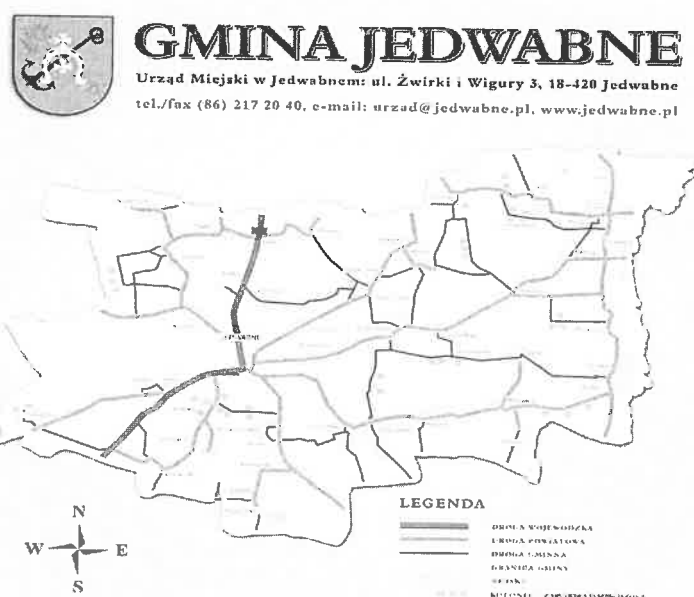 GMINA JEDWABNE
Urząd Miejski w Jedwabnem: ul. Żwirki i Wigury 3, 18-420 Jedwabne
tel./fax (86) 217 20 40, e-mail: urzad@jedwabne.pl, www.jedwabne.pl
N
W E
S
LEGENDA
DROGA WOJEWÓDZKA
DROGA POWIATOWA
DROGA GMINNA
GRANICA GMINY